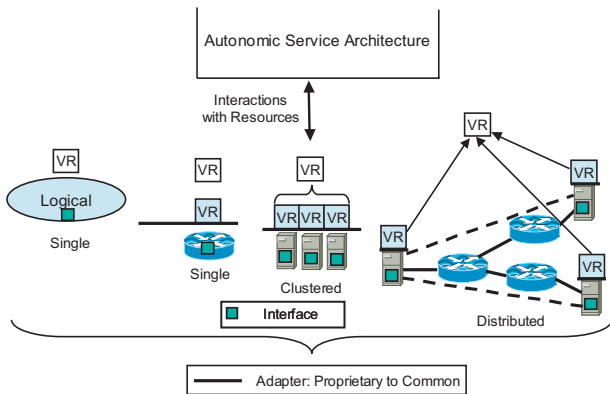 Autonomic Service Architecture
Interactions
with Resources
VR
VR
VR
VR
VR
Logical
VR
VR VR VR
VR
VR
Single
Single
Clustered
Distributed
Interface
Adapter: Proprietary to Common